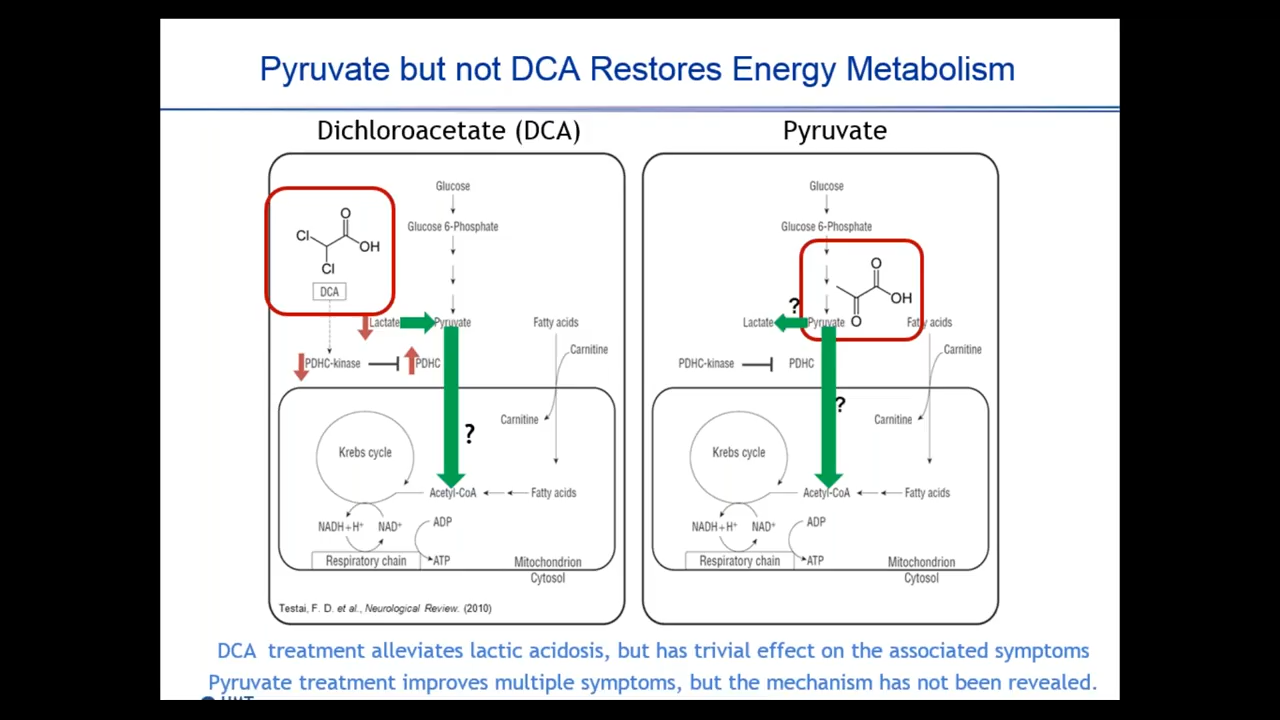 Pyruvate but not DCA Restores Energy Metabolism
Dichloroacetate (DCA)
Glucose
Glucose 6-Phosphate
Cl
O
OH
Cl
DCA
Lactate
Pyruvate
Fatty acids
Carnitine
PDHC-kinase
PDHC
Carnitine
?
Krebs cycle
Acetyl-CoA
Fatty acids
NADH+H+
NAD+
ADP
Respiratory chain
ATP
Mitochondrion
Cytosol
Testai, F. D. et al., Neurological Review. (2010)
Pyruvate
Glucose
Glucose 6-Phosphate
O
OH
O
?
Lactate
Pyruvate
Fatty acids
Carnitine
PDHC-kinase
PDHC
?
Carnitine
Krebs cycle
Acetyl-CoA
Fatty acids
NADH+H+
NAD+
ADP
Respiratory chain
ATP
Mitochondrion
Cytosol
DCA treatment alleviates lactic acidosis, but has trivial effect on the associated symptoms
Pyruvate treatment improves multiple symptoms, but the mechanism has not been revealed.